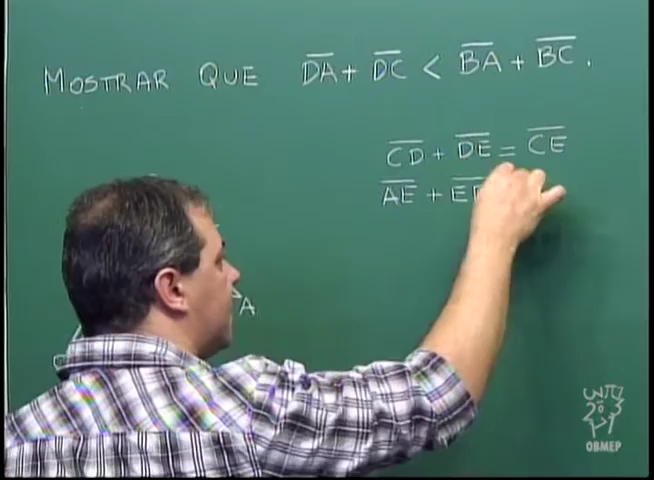 MOSTRAR QUE DA + DC < BA + BC.
CD + DE = CE
AE + 
A
OBMEP